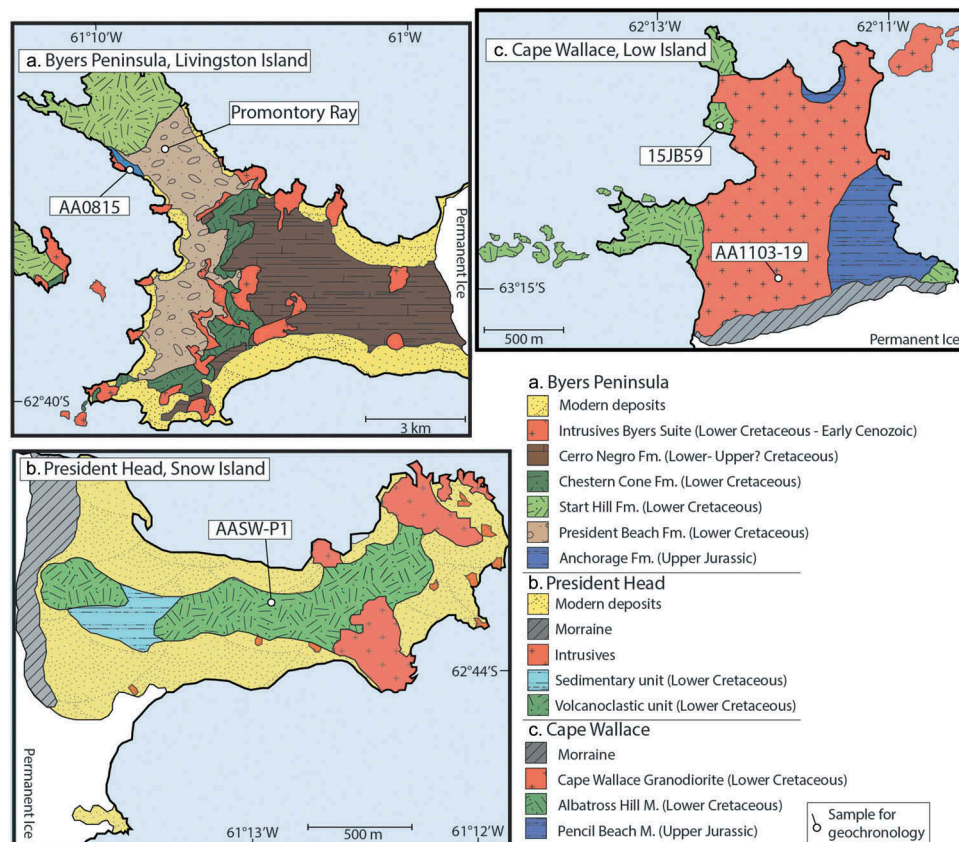 61°10'W
61°W
a. Byers Peninsula, Livingston Island
Promontory Ray
AA0815
Permanent Ice
62°40'S
3 km
62°13'W
62°11'W
c. Cape Wallace, Low Island
15JB59
AA1103-19
63°15'S
500 m
Permanent Ice
b. President Head, Snow Island
AASW-P1
62°44'S
Permanent Ice
61°13'W
500 m
61°12'W
a. Byers Peninsula
Modern deposits
Intrusives Byers Suite (Lower Cretaceous - Early Cenozoic)
Cerro Negro Fm. (Lower- Upper? Cretaceous)
Chestern Cone Fm. (Lower Cretaceous)
Start Hill Fm. (Lower Cretaceous)
President Beach Fm. (Lower Cretaceous)
Anchorage Fm. (Upper Jurassic)
b. President Head
Modern deposits
Morraine
Intrusives
Sedimentary unit (Lower Cretaceous)
Volcanoclastic unit (Lower Cretaceous)
c. Cape Wallace
Morraine
Cape Wallace Granodiorite (Lower Cretaceous)
Albatross Hill M. (Lower Cretaceous)
Pencil Beach M. (Upper Jurassic)
Sample for
geochronology